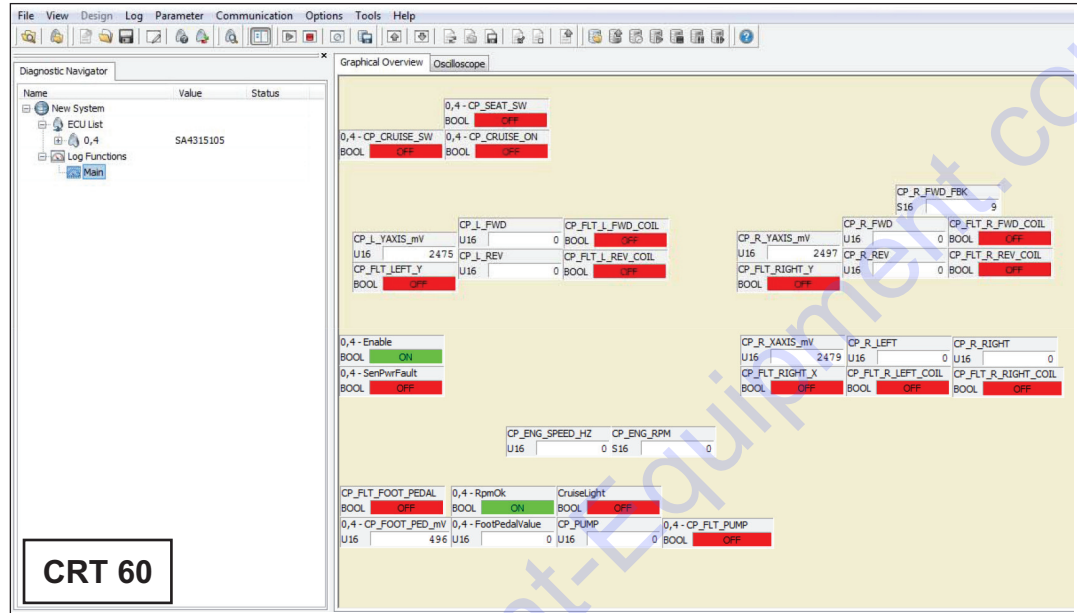 File View Design Log Parameter Communication Options Tools Help
Diagnostic Navigator
Name Value Status
New System
ECU List
0,4 SA4315105
Log Functions
Main
CRT 60
Graphical Overview Oscilloscope
0,4 - CP_SEAT_SW
BOOL OFF
0,4 - CP_CRUISE_SW 0,4 - CP_CRUISE_ON
BOOL OFF BOOL OFF
CP_R_FWD_FBK
S16 9
CP_L_FWD CP_FLT_L_FWD_COIL
U16 0 BOOL OFF
CP_L_YAXIS_mV
U16 2475
CP_L_REV CP_FLT_L_REV_COIL
U16 0 BOOL OFF
CP_FLT_LEFT_Y
BOOL OFF
CP_R_FWD CP_FLT_R_FWD_COIL
U16 0 BOOL OFF
CP_R_YAXIS_mV
U16 2497
CP_R_REV CP_FLT_R_REV_COIL
U16 0 BOOL OFF
CP_FLT_RIGHT_Y
BOOL OFF
0,4 - Enable
BOOL ON
0,4 - SenPwrFault
BOOL OFF
CP_R_XAXIS_mV CP_R_LEFT CP_R_RIGHT
U16 2479 U16 0 U16 0
CP_FLT_RIGHT_X CP_FLT_R_LEFT_COIL CP_FLT_R_RIGHT_COIL
BOOL OFF BOOL OFF BOOL OFF
CP_ENG_SPEED_HZ CP_ENG_RPM
U16 0 S16 0
CP_FLT_FOOT_PEDAL 0,4 - RpmOk CruiseLight
BOOL OFF BOOL ON BOOL OFF
0,4 - CP_FOOT_PED_mV 0,4 - FootPedalValue CP_PUMP 0,4 - CP_FLT_PUMP
U16 496 U16 0 U16 0 BOOL OFF